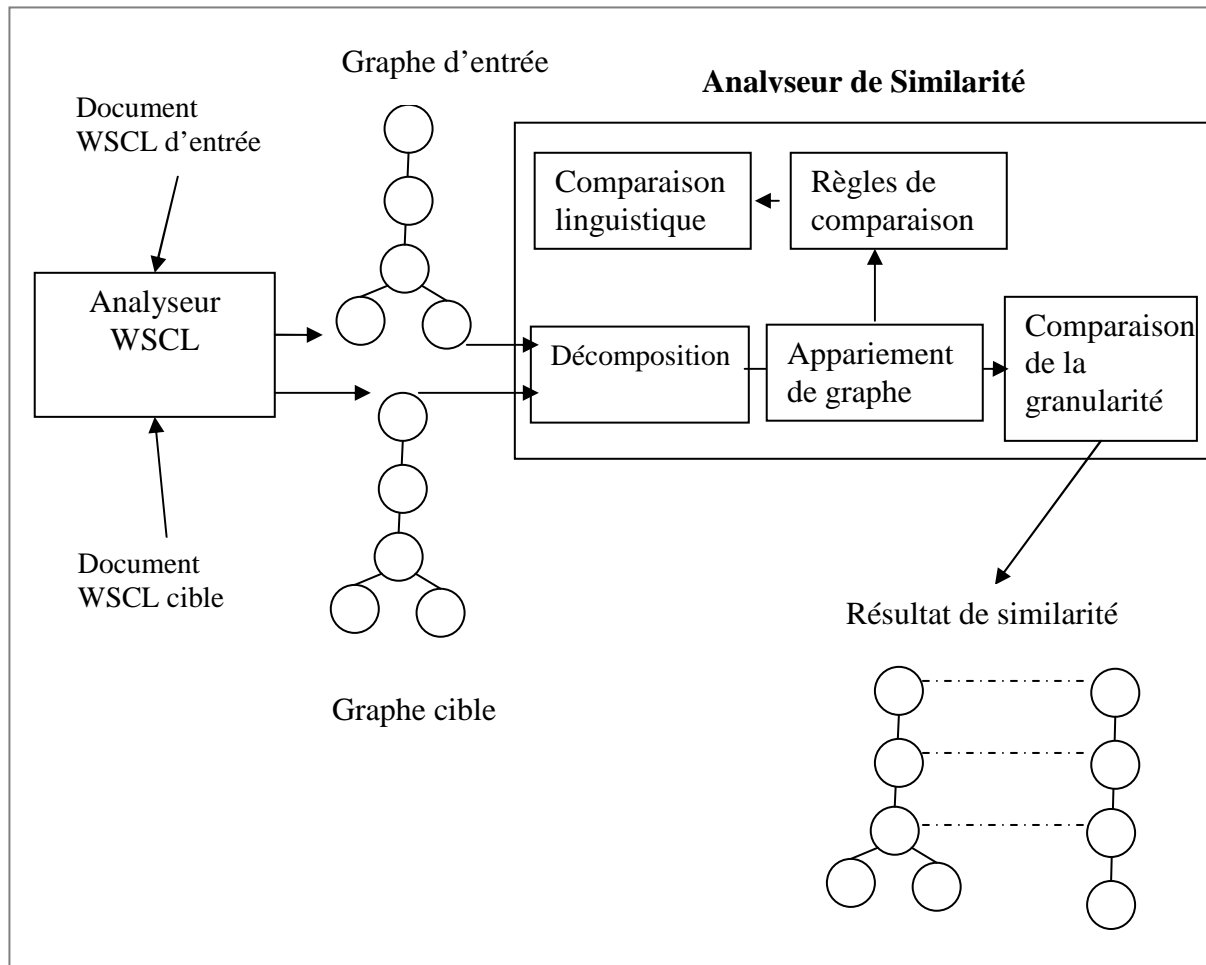 Graphe d’entrée
Analyseur de Similarité
Document
WSCL d’entrée
Comparaison
linguistique
Règles de
comparaison
Analyseur
WSCL
Décomposition
Appariement
de graphe
Comparaison
de la
granularité
Document
WSCL cible
Résultat de similarité
Graphe cible